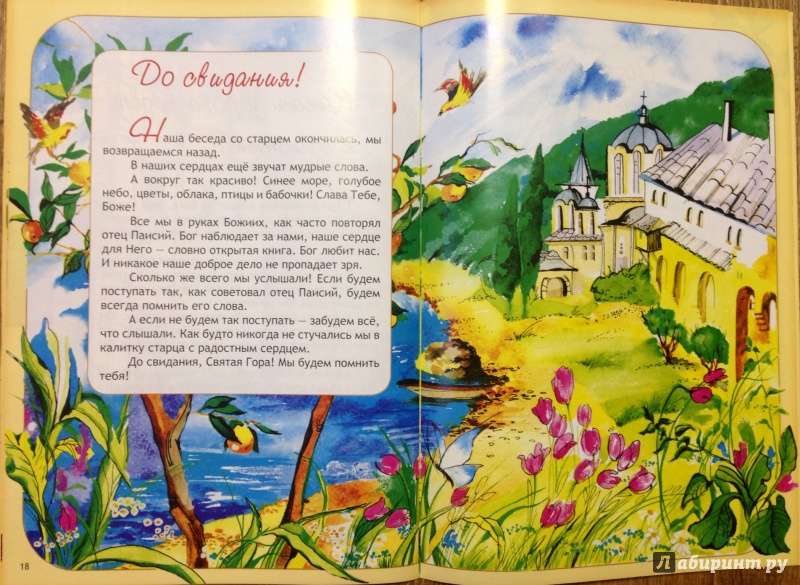 До свидания!
Наша беседа со старцем окончилась, мы
возвращаемся назад.
В наших сердцах ещё звучат мудрые слова.
А вокруг так красиво! Синее море, голубое
небо, цветы, облака, птицы и бабочки! Слава Тебе,
Боже!
Все мы в руках Божиих, как часто повторял
отец Паисий. Бог наблюдает за нами, наше сердце
для Него — словно открытая книга. Бог любит нас.
И никакое наше доброе дело не пропадает зря.
Сколько же всего мы услышали! Если будем
поступать так, как советовал отец Паисий, будем
всегда помнить его слова.
А если не будем так поступать — забудем всё,
что слышали. Как будто никогда не стучались мы в
калитку старца с радостным сердцем.
До свидания, Святая Гора! Мы будем помнить
тебя!
18
Лабиринт.ру